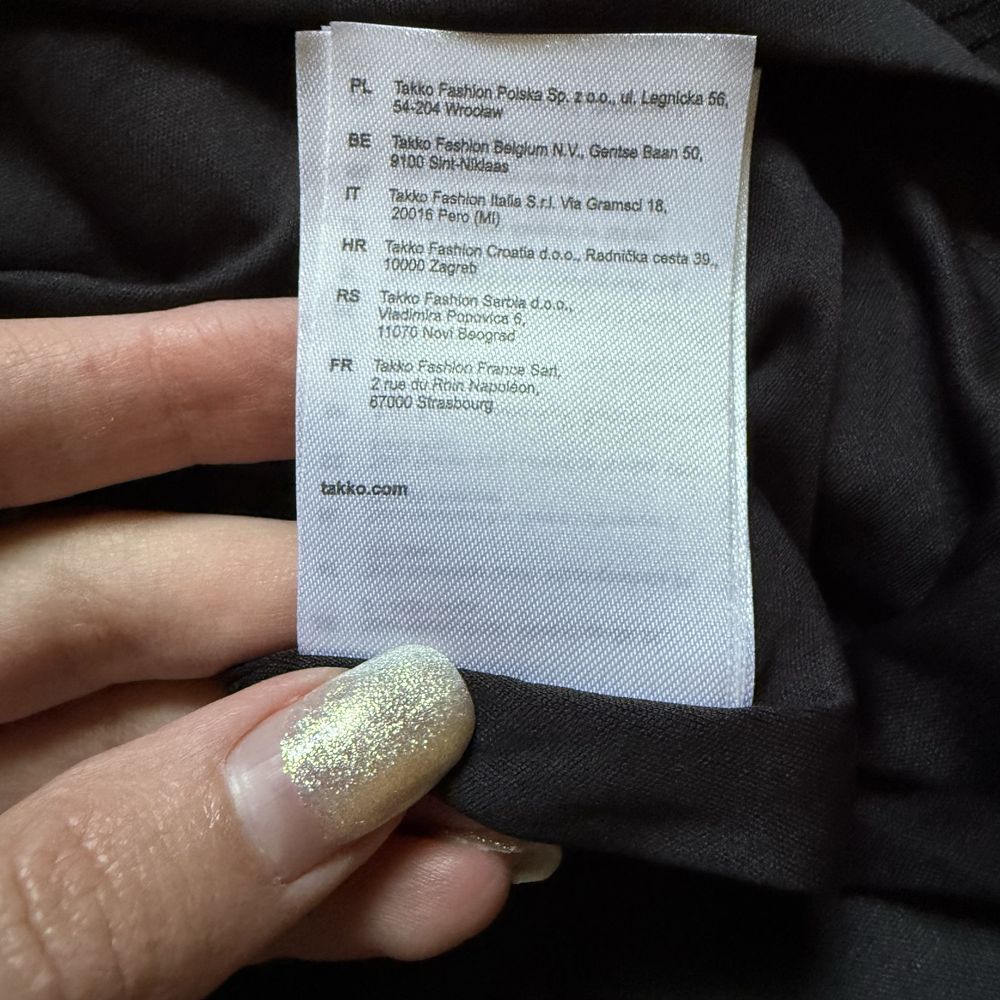 PL Takko Fashion Polska Sp. z o.o., ul. Legnicka 56,
54-204 Wrocław
BE Takko Fashion Belgium N.V., Gentse Baan 50,
9100 Sint-Niklaas
IT Takko Fashion Italia S.r.l. Via Gramsci 18,
20016 Pero (MI)
HR Takko Fashion Croatia d.o.o., Radnička cesta 39.,
10000 Zagreb
RS Takko Fashion Serbia d.o.o.,
Vladimira Popovica 6,
11070 Novi Beograd
FR Takko Fashion France Sarl,
2 rue du Rhin Napoléon,
67000 Strasbourg
takko.com